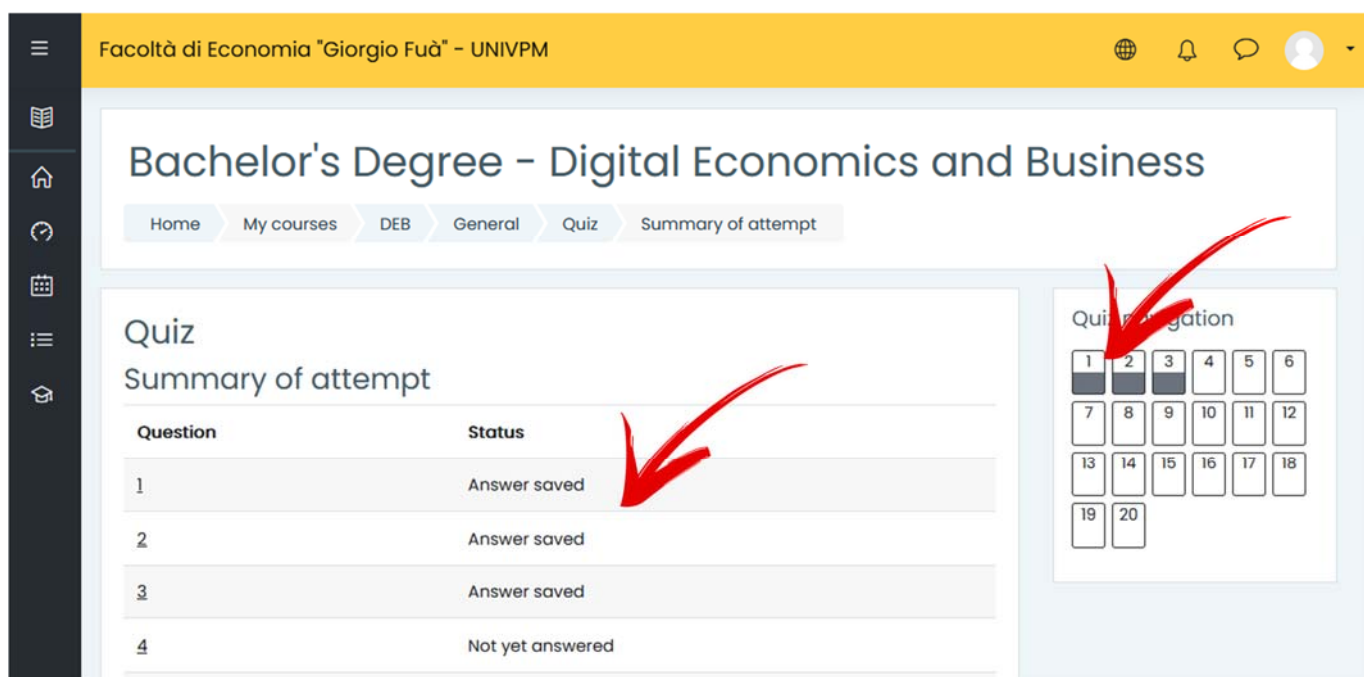 Facoltà di Economia "Giorgio Fuà" - UNIVPM
Bachelor's Degree - Digital Economics and Business
Home My courses DEB General Quiz Summary of attempt
Quiz
Summary of attempt
Question Status
1 Answer saved
2 Answer saved
3 Answer saved
4 Not yet answered
Quiz navigation
1 2 3 4 5 6
7 8 9 10 11 12
13 14 15 16 17 18
19 20